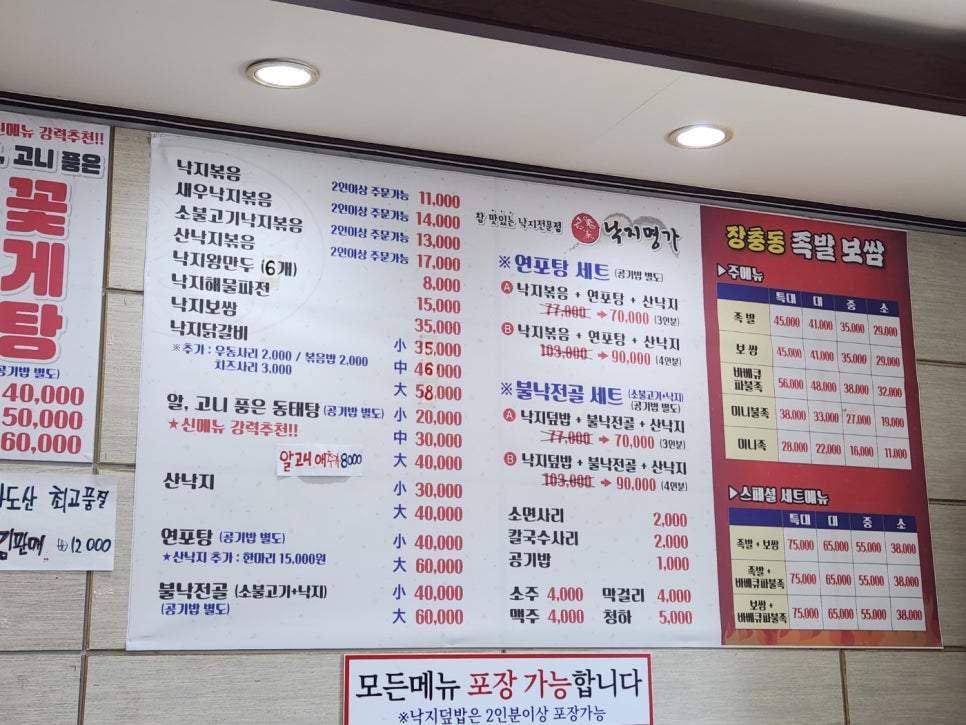 신메뉴 강력추천!!
, 고니 품은
꽃
게
탕
공기밥 별도)
40,000
50,000
60,000
도산 최고품질
김판매 ₩12000
낙지볶음 2인이상 주문가능 11,000
새우낙지볶음 2인이상 주문가능 14,000
소불고기낙지볶음 2인이상 주문가능 13,000
산낙지볶음 2인이상 주문가능 17,000
낙지왕만두 (6개) 8,000
낙지해물파전 15,000
낙지보쌈 35,000
낙지닭갈비 小 35,000
※추가 : 우동사리 2,000 / 볶음밥 2,000
치즈사리 3,000
中 46,000
大 58,000
알, 고니 품은 동태탕 (공기밥 별도) 小 20,000
★신메뉴 강력추천!! 中 30,000
알고니 추가 8000 大 40,000
산낙지 小 30,000
大 40,000
연포탕 (공기밥 별도) 小 40,000
★산낙지 추가 : 한마리 15,000원 大 60,000
불낙전골 (소불고기+낙지) 小 40,000
(공기밥 별도) 大 60,000
참 맛있는 낙지전문점 낙지명가
※연포탕 세트 (공기밥 별도)
A 낙지볶음 + 연포탕 + 산낙지
77,000 → 70,000 (3인분)
B 낙지볶음 + 연포탕 + 산낙지
103,000 → 90,000 (4인분)
※불낙전골 세트 (소불고기+낙지)
(공기밥 별도)
A 낙지덮밥 + 불낙전골 + 산낙지
77,000 → 70,000 (3인분)
B 낙지덮밥 + 불낙전골 + 산낙지
103,000 → 90,000 (4인분)
소면사리 2,000
칼국수사리 2,000
공기밥 1,000
소주 4,000 막걸리 4,000
맥주 4,000 청하 5,000
장충동 족발 보쌈
▶주메뉴
특대 대 중 소
족 발 45,000 41,000 35,000 29,000
보 쌈 45,000 41,000 35,000 29,000
바베큐
파불족 56,000 48,000 38,000 32,000
미니불족 38,000 33,000 27,000 19,000
미니족 28,000 22,000 16,000 11,000
▶스페셜 세트메뉴
특대 대 중 소
족발 + 보쌈 75,000 65,000 55,000 38,000
족발 +
바베큐파불족 75,000 65,000 55,000 38,000
보쌈 +
바베큐파불족 75,000 65,000 55,000 38,000
모든메뉴 포장 가능합니다
※낙지덮밥은 2인분이상 포장가능